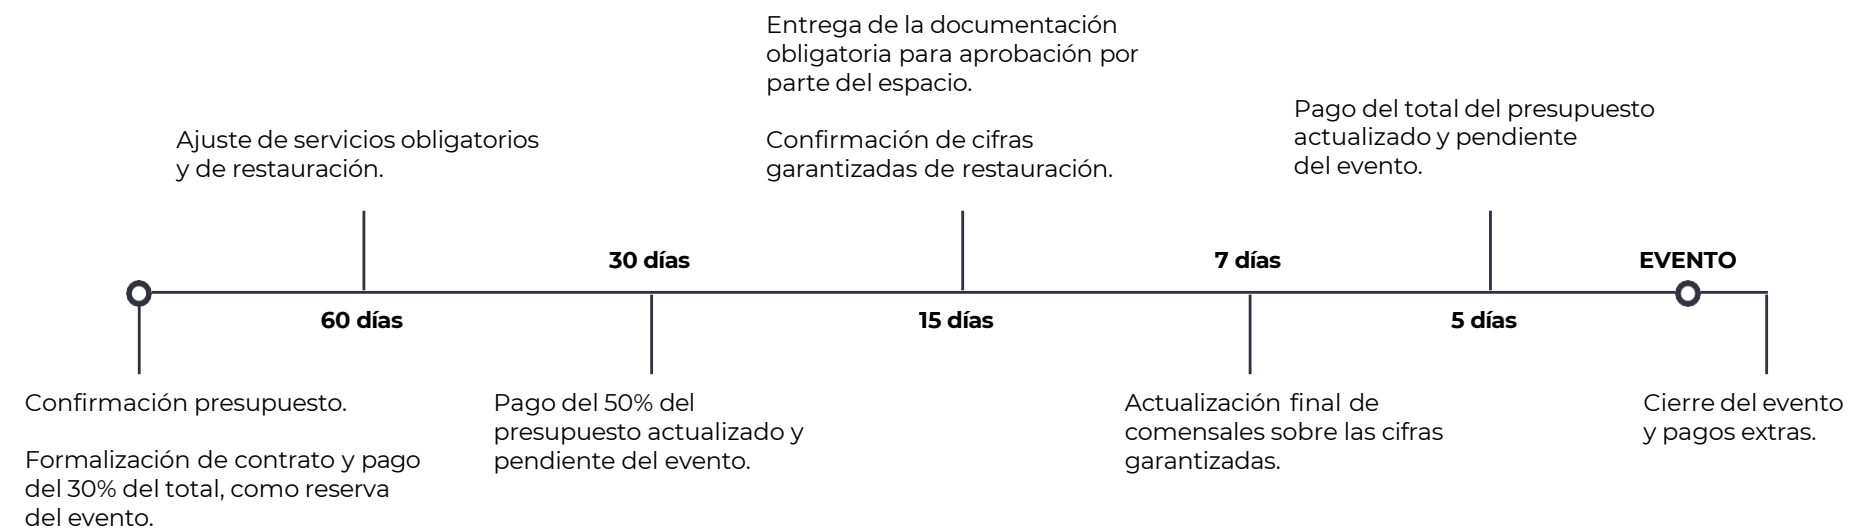 Entrega de la documentación
obligatoria para aprobación por
parte del espacio.
Pago del total del presupuesto
actualizado y pendiente
del evento.
Ajuste de servicios obligatorios
y de restauración.
Confirmación de cifras
garantizadas de restauración.
30 días
7 días
EVENTO
60 días
15 días
5 días
Confirmación presupuesto.
Formalización de contrato y pago
del 30% del total, como reserva
del evento.
Pago del 50% del
presupuesto actualizado y
pendiente del evento.
Actualización final de
comensales sobre las cifras
garantizadas.
Cierre del evento
y pagos extras.